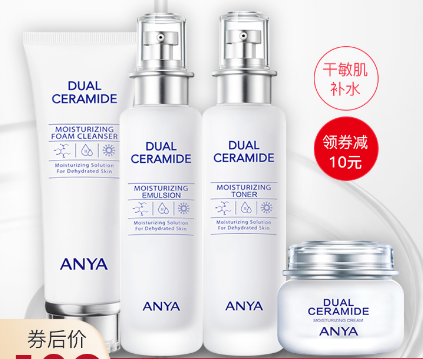 DUAL
CERAMIDE
MOISTURIZING
FOAM CLEANSER
Moisturizing Solution
For Dehydrated Skin
ANYA
DUAL
CERAMIDE
MOISTURIZING
EMULSION
Moisturizing Solution
For Dehydrated Skin
ANYA
DUAL
CERAMIDE
MOISTURIZING
TONER
Moisturizing Solution
For Dehydrated Skin
ANYA
DUAL
CERAMIDE
MOISTURIZING CREAM
ANYA
干敏肌
补水
领券减
10元
券后价